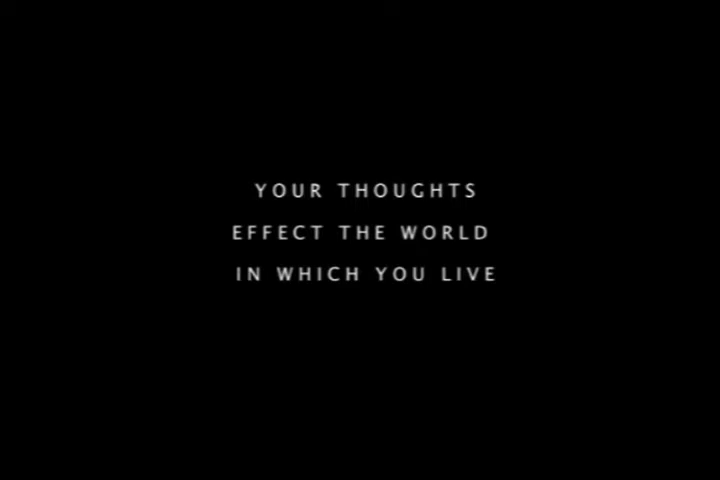 YOUR THOUGHTS
EFFECT THE WORLD
IN WHICH YOU LIVE